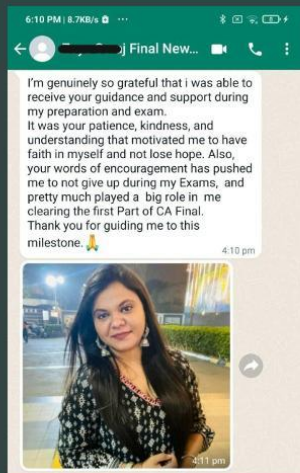 6:10 PM | 8.7KB/s
j Final New...
I'm genuinely so grateful that i was able to
receive your guidance and support during
my preparation and exam.
It was your patience, kindness, and
understanding that motivated me to have
faith in myself and not lose hope. Also,
your words of encouragement has pushed
me to not give up during my Exams, and
pretty much played a big role in me
clearing the first Part of CA Final.
Thank you for guiding me to this
milestone.🙏
4:10 pm
4:11 pm